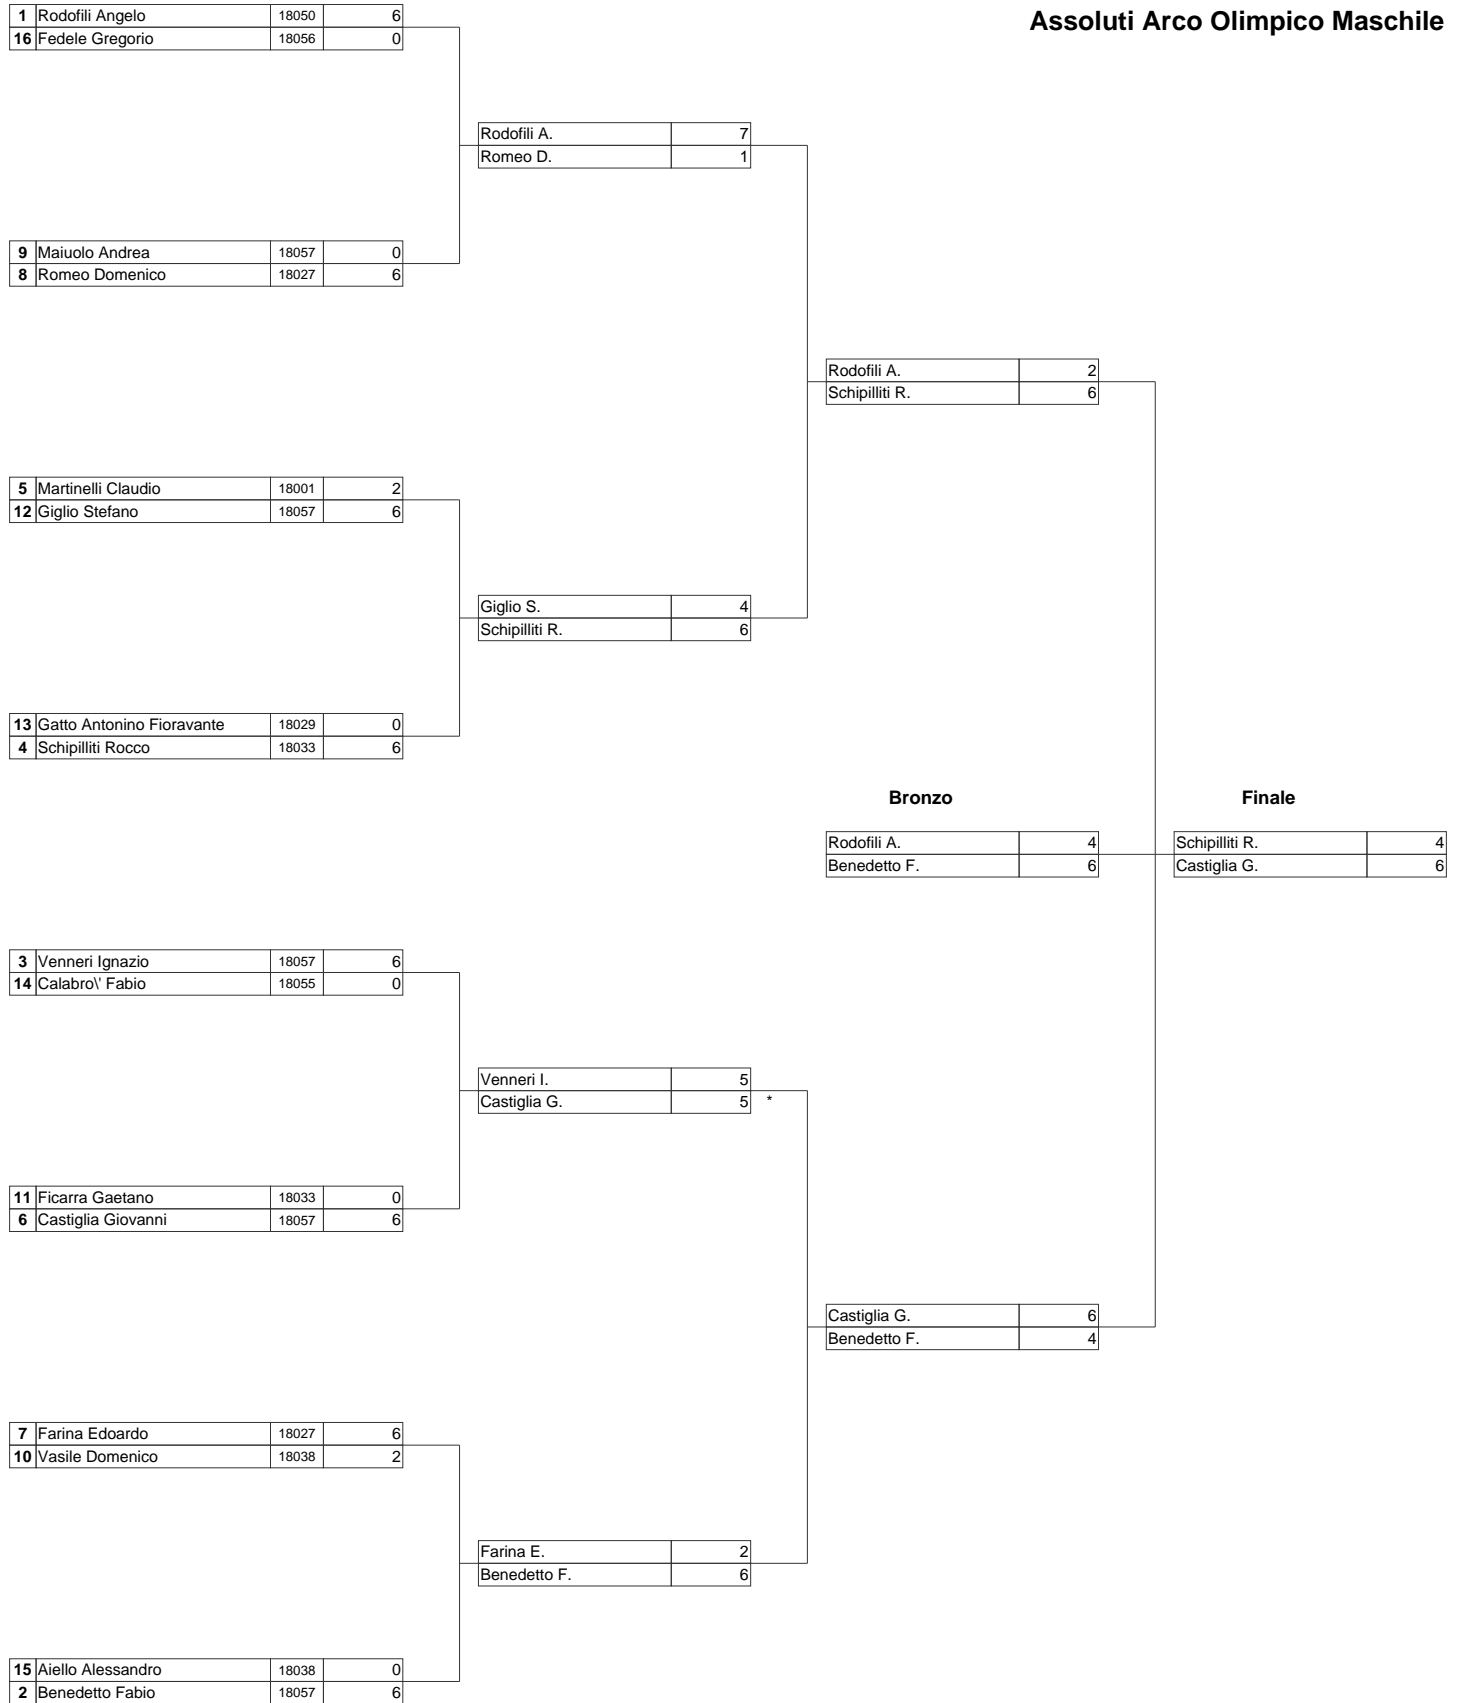 Assoluti Arco Olimpico Maschile
1 Rodofili Angelo 18050 6
16 Fedele Gregorio 18056 0
Rodofili A. 7
Romeo D. 1
9 Maiuolo Andrea 18057 0
8 Romeo Domenico 18027 6
Rodofili A. 2
Schipilliti R. 6
5 Martinelli Claudio 18001 2
12 Giglio Stefano 18057 6
Giglio S. 4
Schipilliti R. 6
13 Gatto Antonino Fioravante 18029 0
4 Schipilliti Rocco 18033 6
Bronzo Finale
Rodofili A. 4 Schipilliti R. 4
Benedetto F. 6 Castiglia G. 6
3 Venneri Ignazio 18057 6
14 Calabro\' Fabio 18055 0
Venneri I. 5
Castiglia G. 5 *
11 Ficarra Gaetano 18033 0
6 Castiglia Giovanni 18057 6
Castiglia G. 6
Benedetto F. 4
7 Farina Edoardo 18027 6
10 Vasile Domenico 18038 2
Farina E. 2
Benedetto F. 6
15 Aiello Alessandro 18038 0
2 Benedetto Fabio 18057 6